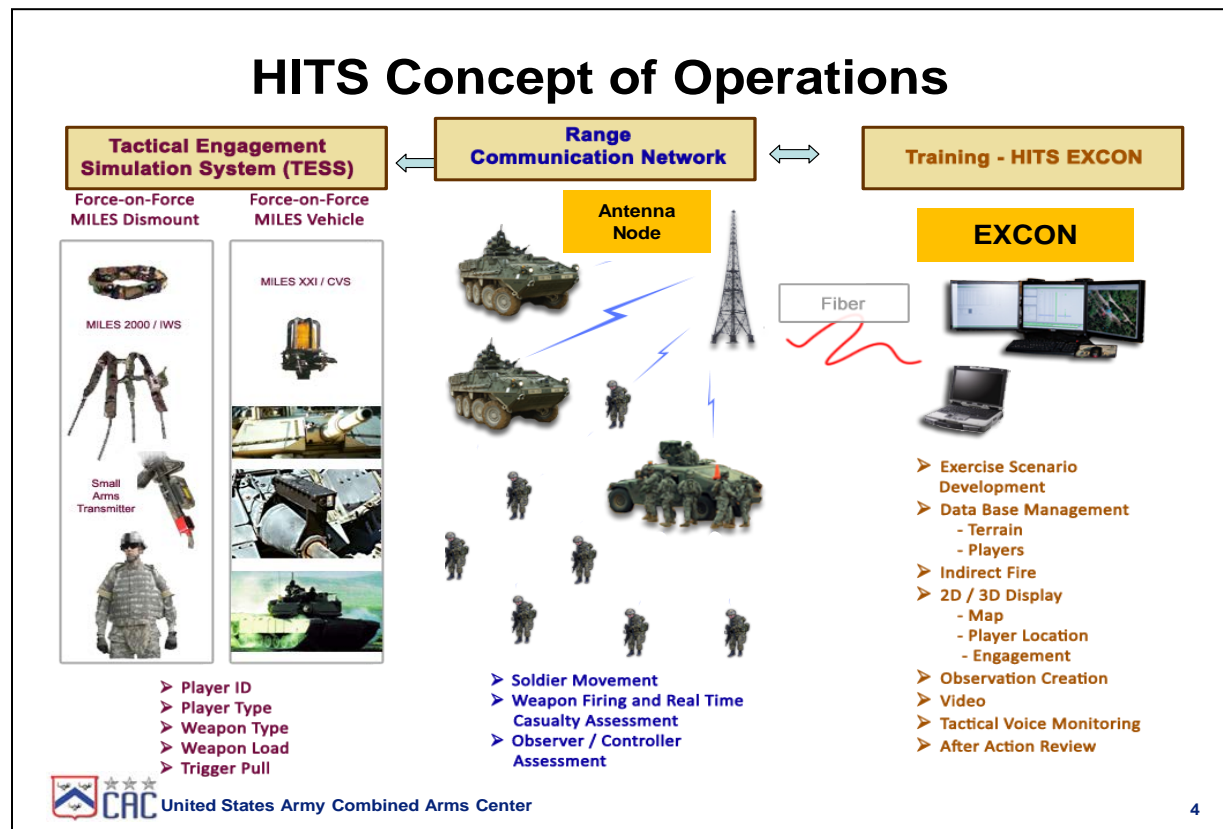 HITS Concept of Operations
Tactical Engagement
Simulation System (TESS)
Range
Communication Network
Training - HITS EXCON
Force-on-Force
MILES Dismount
Force-on-Force
MILES Vehicle
MILES 2000 / IWS
Small
Arms
Transmitter
MILES XXI / CVS
Antenna
Node
Fiber
EXCON
➢ Player ID
➢ Player Type
➢ Weapon Type
➢ Weapon Load
➢ Trigger Pull
➢ Soldier Movement
➢ Weapon Firing and Real Time
Casualty Assessment
➢ Observer / Controller
Assessment
➢ Exercise Scenario
Development
➢ Data Base Management
- Terrain
- Players
➢ Indirect Fire
➢ 2D / 3D Display
- Map
- Player Location
- Engagement
➢ Observation Creation
➢ Video
➢ Tactical Voice Monitoring
➢ After Action Review
CAC United States Army Combined Arms Center
4